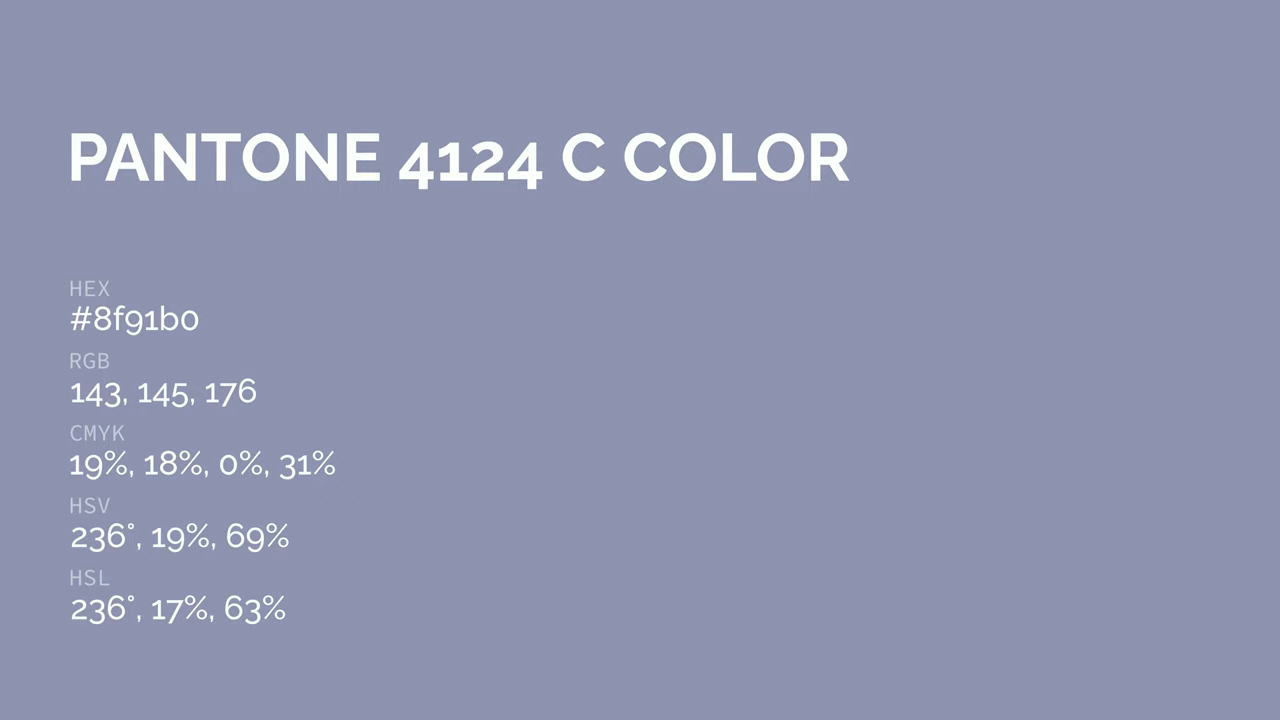 PANTONE 4124 C COLOR
HEX
#8f91b0
RGB
143, 145, 176
CMYK
19%, 18%, 0%, 31%
HSV
236°, 19%, 69%
HSL
236°, 17%, 63%